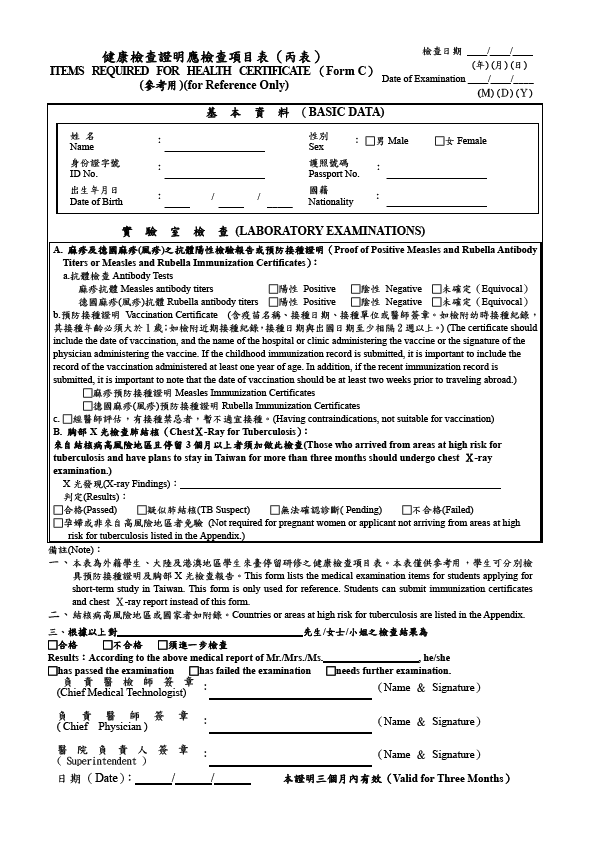 健康檢查證明應檢查項目表（丙表）
ITEMS REQUIRED FOR HEALTH CERTIFICATE（Form C）
(參考用)(for Reference Only)
檢查日期 ____/____/____
(年) (月) (日)
Date of Examination ____/____/____
(M) (D) (Y)
基 本 資 料 （BASIC DATA）
姓 名 ： 性別 ： □男 Male □女 Female
Name Sex
身份證字號 ： 護照號碼 ：
ID No. Passport No.
出生年月日 ： ____ / ____ / ____ 國籍 ：
Date of Birth Nationality
實 驗 室 檢 查 (LABORATORY EXAMINATIONS)
A. 麻疹及德國麻疹(風疹)之抗體陽性檢驗報告或預防接種證明（Proof of Positive Measles and Rubella Antibody
Titers or Measles and Rubella Immunization Certificates）：
a.抗體檢查 Antibody Tests
麻疹抗體 Measles antibody titers □陽性 Positive □陰性 Negative □未確定（Equivocal）
德國麻疹(風疹)抗體 Rubella antibody titers □陽性 Positive □陰性 Negative □未確定（Equivocal）
b.預防接種證明 Vaccination Certificate （含疫苗名稱、接種日期、接種單位或醫師簽章。如檢附幼時接種紀錄，
其接種年齡必須大於 1 歲；如檢附近期接種紀錄，接種日期與出國日期至少相隔 2 週以上。) (The certificate should
include the date of vaccination, and the name of the hospital or clinic administering the vaccine or the signature of the
physician administering the vaccine. If the childhood immunization record is submitted, it is important to include the
record of the vaccination administered at least one year of age. In addition, if the recent immunization record is
submitted, it is important to note that the date of vaccination should be at least two weeks prior to traveling abroad.)
□麻疹預防接種證明 Measles Immunization Certificates
□德國麻疹(風疹)預防接種證明 Rubella Immunization Certificates
c. □經醫師評估，有接種禁忌者，暫不適宜接種。(Having contraindications, not suitable for vaccination)
B. 胸部 X 光檢查肺結核（Chest X-Ray for Tuberculosis）：
來自結核病高風險地區且停留 3 個月以上者須加做此檢查(Those who arrived from areas at high risk for
tuberculosis and have plans to stay in Taiwan for more than three months should undergo chest X-ray
examination.)
X 光發現(X-ray Findings)：
判定(Results)：
□合格(Passed) □疑似肺結核(TB Suspect) □無法確認診斷( Pending) □不合格(Failed)
□孕婦或非來自高風險地區者免驗 (Not required for pregnant women or applicant not arriving from areas at high
risk for tuberculosis listed in the Appendix.)
備註(Note)：
一、本表為外籍學生、大陸及港澳地區學生來臺停留研修之健康檢查項目表。本表僅供參考用，學生可分別檢
具預防接種證明及胸部 X 光檢查報告。This form lists the medical examination items for students applying for
short-term study in Taiwan. This form is only used for reference. Students can submit immunization certificates
and chest X-ray report instead of this form.
二、結核病高風險地區或國家者如附錄。Countries or areas at high risk for tuberculosis are listed in the Appendix.
三、根據以上對____________________先生/女士/小姐之檢查結果為
□合格 □不合格 □須進一步檢查
Results：According to the above medical report of Mr./Mrs./Ms.____________________, he/she
□has passed the examination □has failed the examination □needs further examination.
負 責 醫 檢 師 簽 章 ： （Name & Signature）
(Chief Medical Technologist)
負 責 醫 師 簽 章 ： （Name & Signature）
( Chief Physician )
醫 院 負 責 人 簽 章 ： （Name & Signature）
( Superintendent )
日 期（Date）：_____/_____/_____ 本證明三個月內有效（Valid for Three Months）